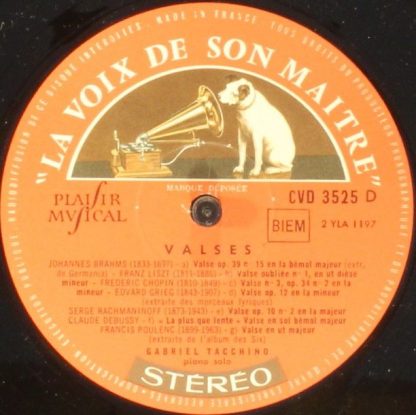 MADE IN FRANCE
"LA VOIX DE SON MAITRE"
MARQUE DÉPOSÉE
PLAISIR
MUSICAL
CVD 3525 D
BIEM
2 YLA 1197
VALSES
JOHANNES BRAHMS (1833-1897) - a) Valse op. 39 n° 15 en la bémol majeur (extr.
de Germania) - FRANZ LISZT (1811-1886) - b) Valse oubliée n° 1, en ut dièse
mineur - FREDERIC CHOPIN (1810-1849) - c) Valse n° 3, op. 34 n° 2 en la
mineur - EDVARD GRIEG (1843-1907) - d) Valse op. 12 en la mineur
(extraite des morceaux lyriques)
SERGE RACHMANINOFF (1873-1943) - e) Valse op. 10 n° 2 en la majeur
CLAUDE DEBUSSY - f) « La plus que lente » Valse en sol bémol majeur
FRANCIS POULENC (1899-1963) - g) Valse en ut majeur
(extraite de l'album des Six)
GABRIEL TACCHINO
piano solo
STÉRÉO